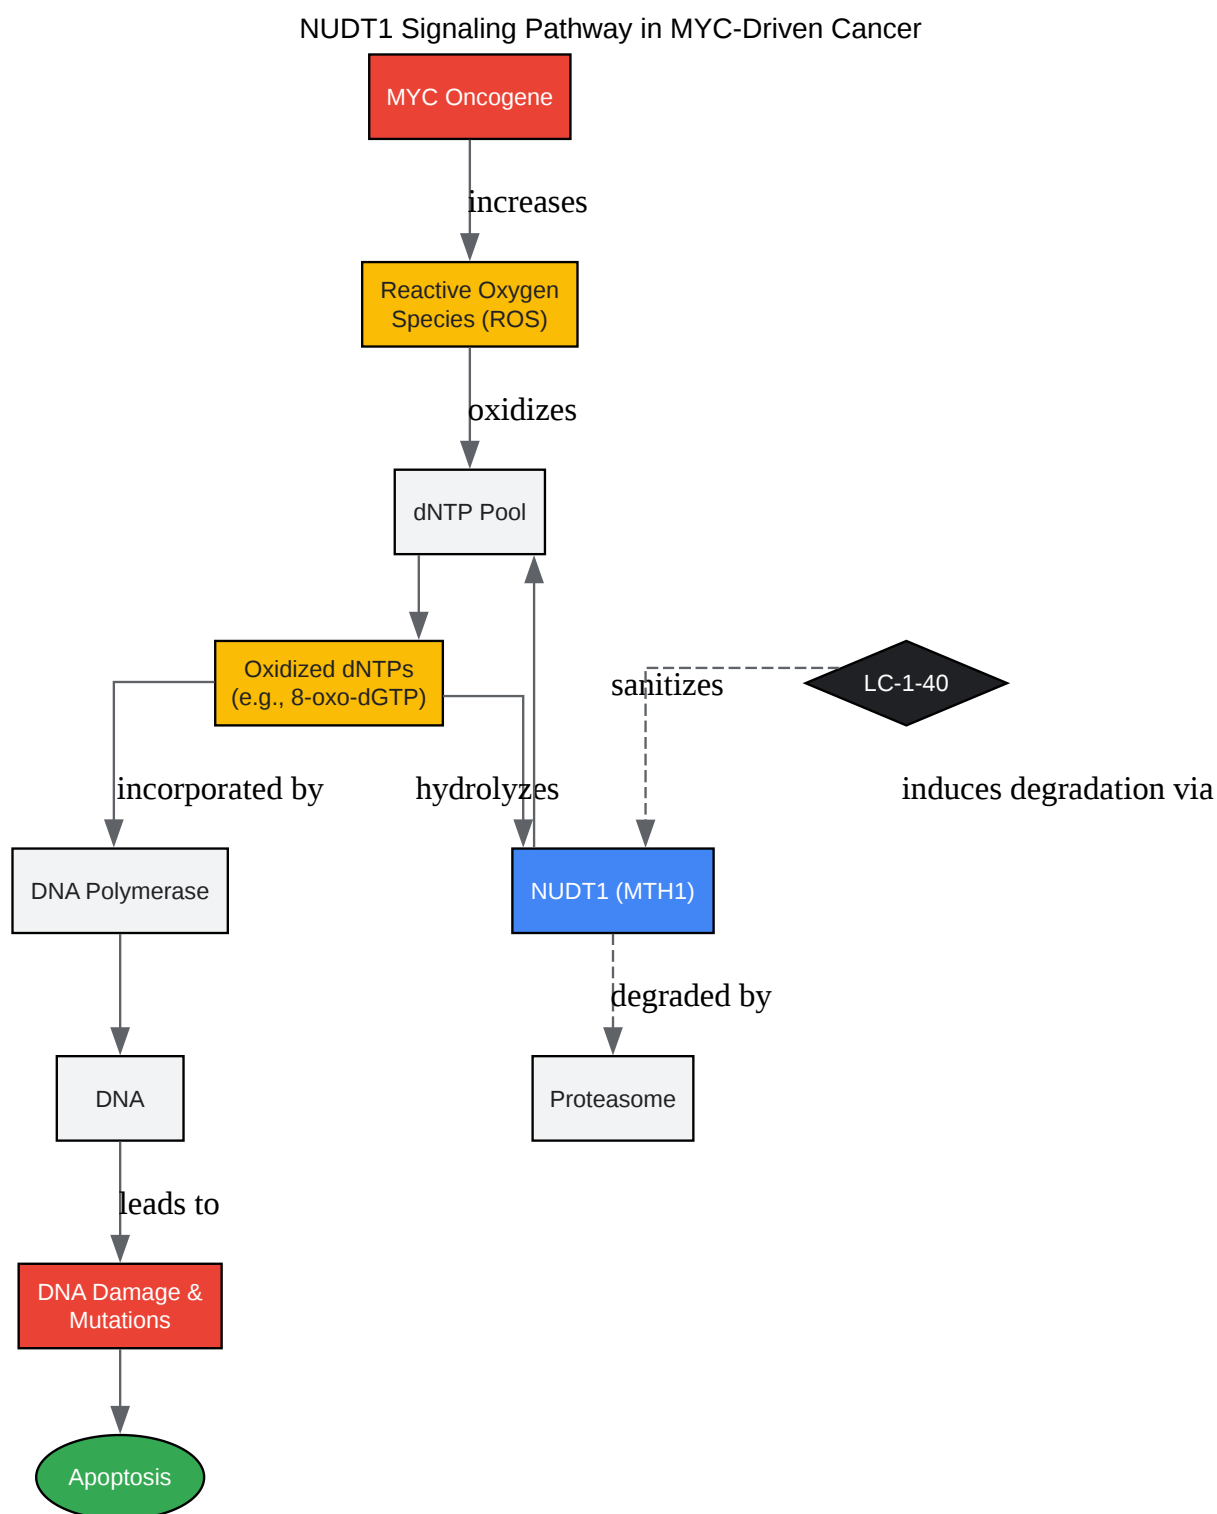 NUDT1 Signaling Pathway in MYC-Driven Cancer
MYC Oncogene
increases
Reactive Oxygen
Species (ROS)
oxidizes
dNTP Pool
Oxidized dNTPs
(e.g., 8-oxo-dGTP)
sanitizes
LC-1-40
incorporated by
hydrolyzes
induces degradation via
DNA Polymerase
NUDT1 (MTH1)
degraded by
DNA
Proteasome
leads to
DNA Damage &
Mutations
Apoptosis